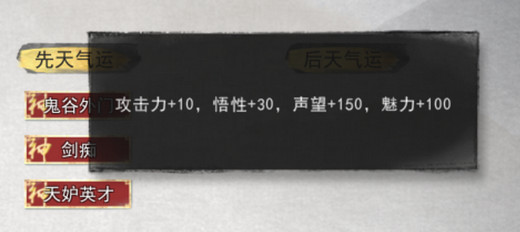 先天气运
后天气运
鬼谷外门
攻击力+10，悟性+30，声望+150，魅力+100
剑痴
天妒英才